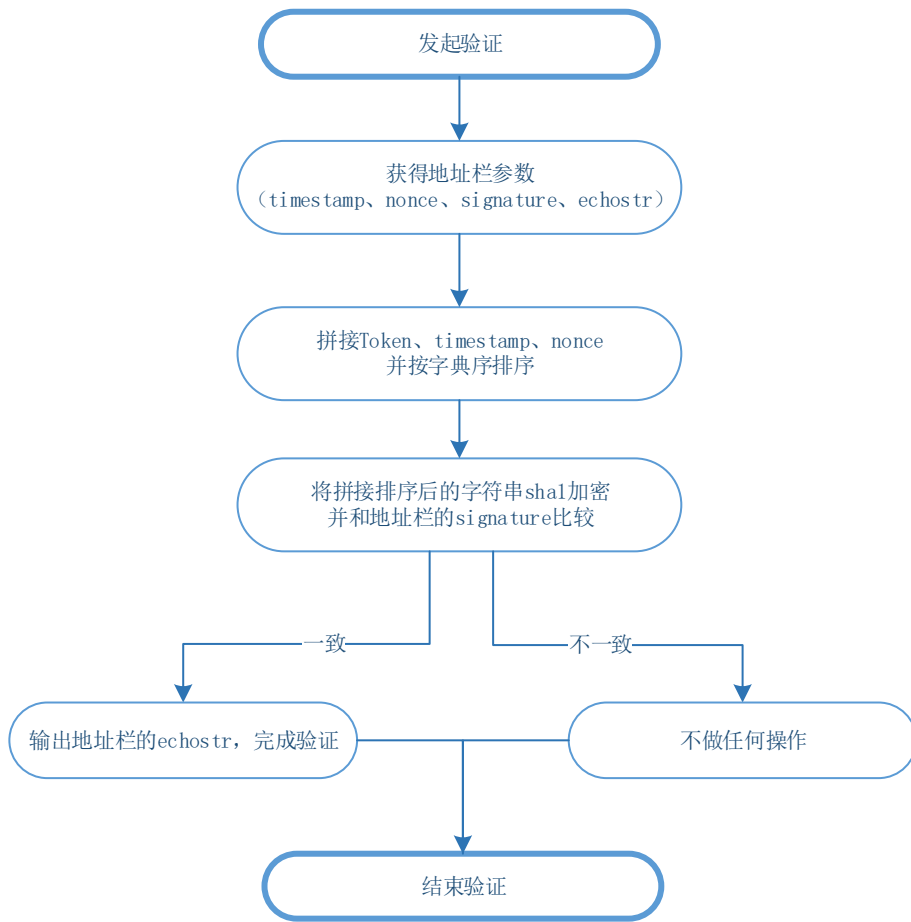 发起验证
获得地址栏参数
（timestamp、nonce、signature、echostr）
拼接Token、timestamp、nonce
并按字典序排序
将拼接排序后的字符串sha1加密
并和地址栏的signature比较
一致
不一致
输出地址栏的echostr，完成验证
不做任何操作
结束验证